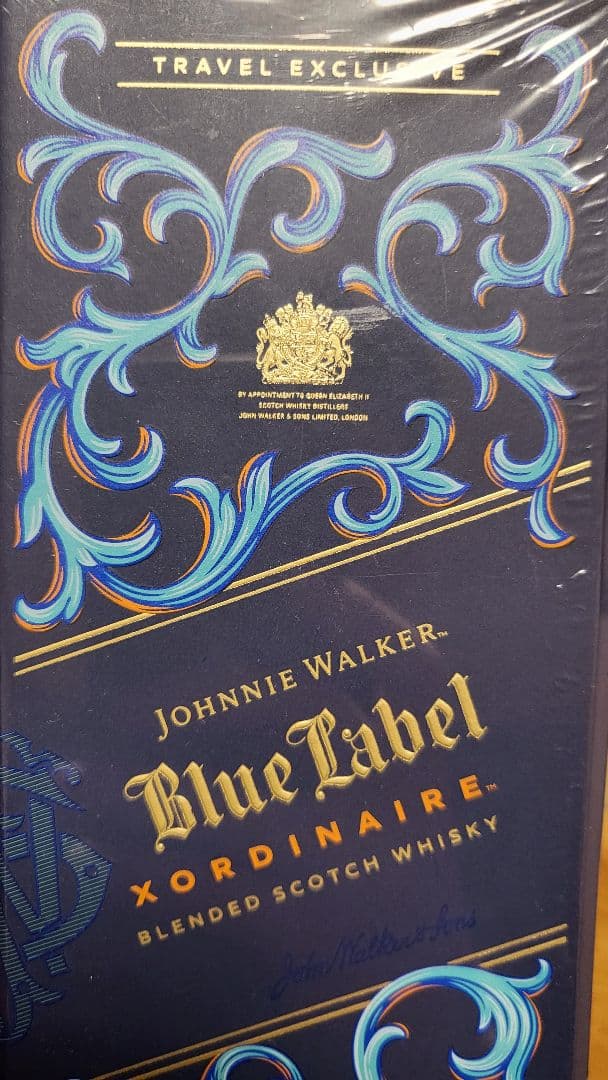 TRAVEL EXCLUSIVE
BY APPOINTMENT TO QUEEN ELIZABETH II
SCOTCH WHISKY DISTILLERS
JOHN WALKER & SONS LIMITED, LONDON
JOHNNIE WALKER™
Blue Label
XORDINAIRE™
BLENDED SCOTCH WHISKY
John Walker & Sons